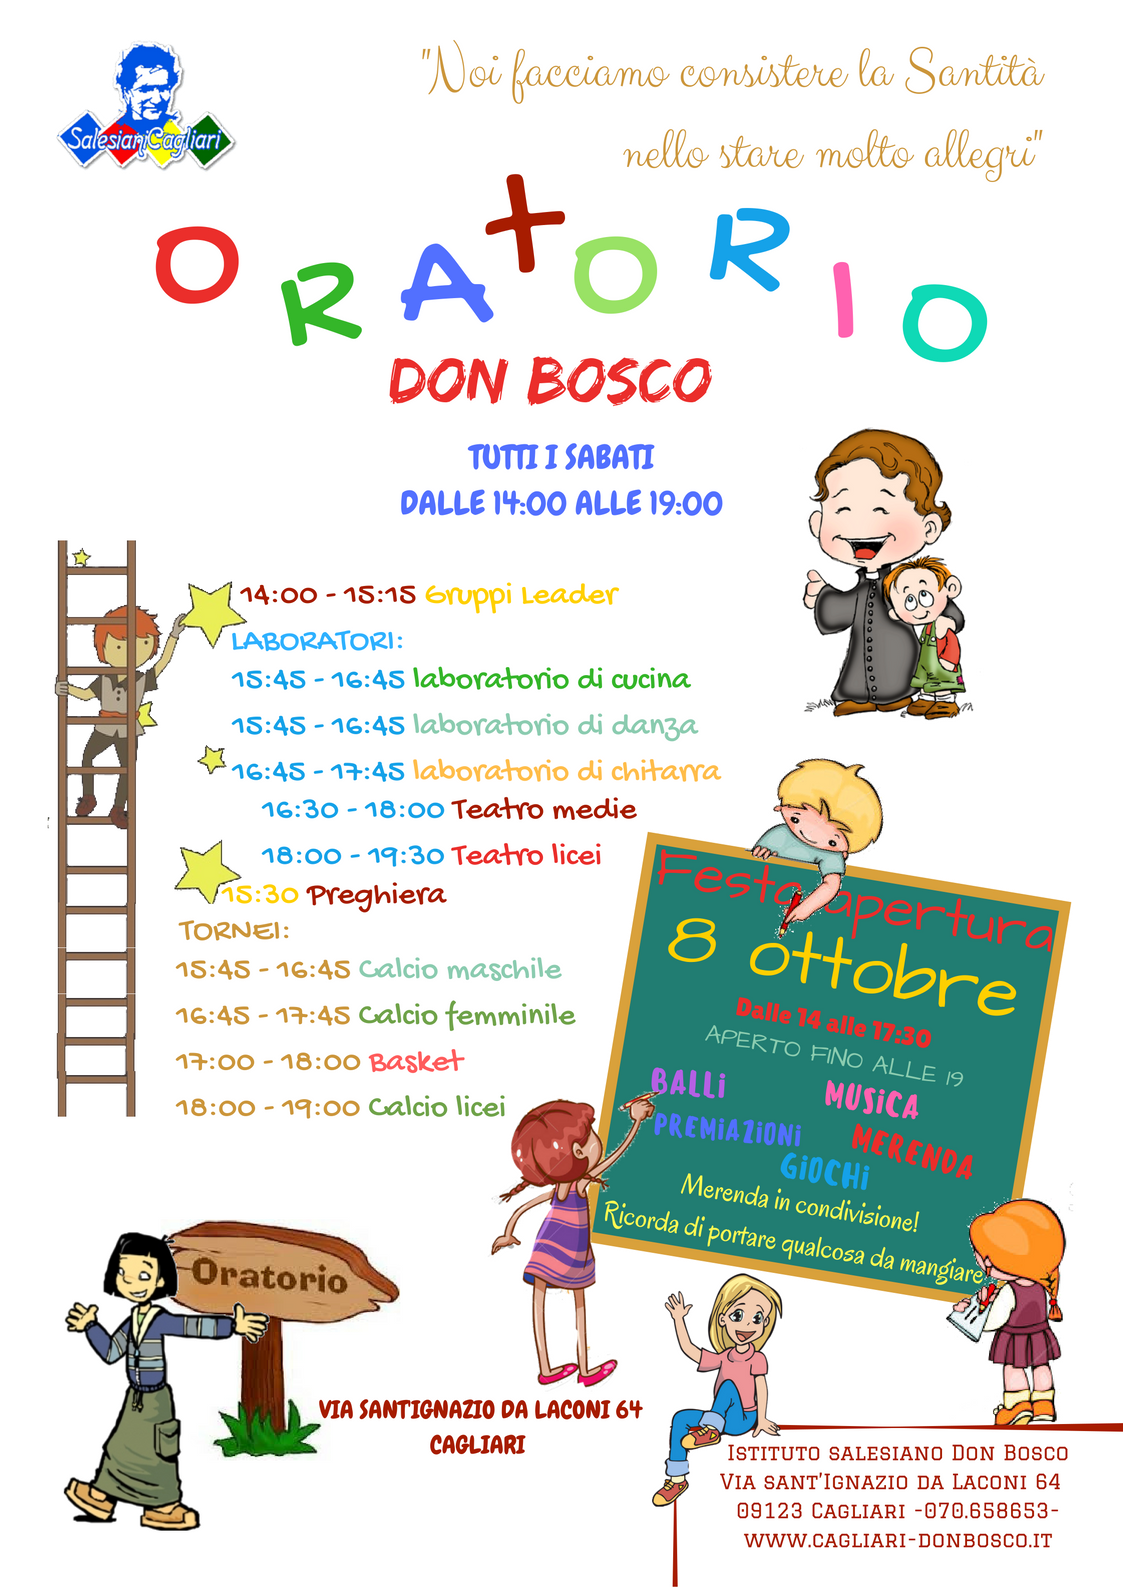 SalesianiCagliari
"Noi facciamo consistere la Santità
nello stare molto allegri"
ORATORIO
DON BOSCO
TUTTI I SABATI
DALLE 14:00 ALLE 19:00
14:00 - 15:15 Gruppi Leader
LABORATORI:
15:45 - 16:45 laboratorio di cucina
15:45 - 16:45 laboratorio di danza
16:45 - 17:45 laboratorio di chitarra
16:30 - 18:00 Teatro medie
18:00 - 19:30 Teatro licei
15:30 Preghiera
TORNEI:
15:45 - 16:45 Calcio maschile
16:45 - 17:45 Calcio femminile
17:00 - 18:00 Basket
18:00 - 19:00 Calcio licei
Festa apertura
8 ottobre
Dalle 14 alle 17:30
APERTO FINO ALLE 19
BALLi MUSiCA
PREMiAZiONi MERENDA
GiOCHi
Merenda in condivisione!
Ricorda di portare qualcosa da mangiare
Oratorio
VIA SANT'IGNAZIO DA LACONI 64
CAGLIARI
Istituto salesiano Don Bosco
Via sant'Ignazio da Laconi 64
09123 Cagliari -070.658653-
www.cagliari-donbosco.it